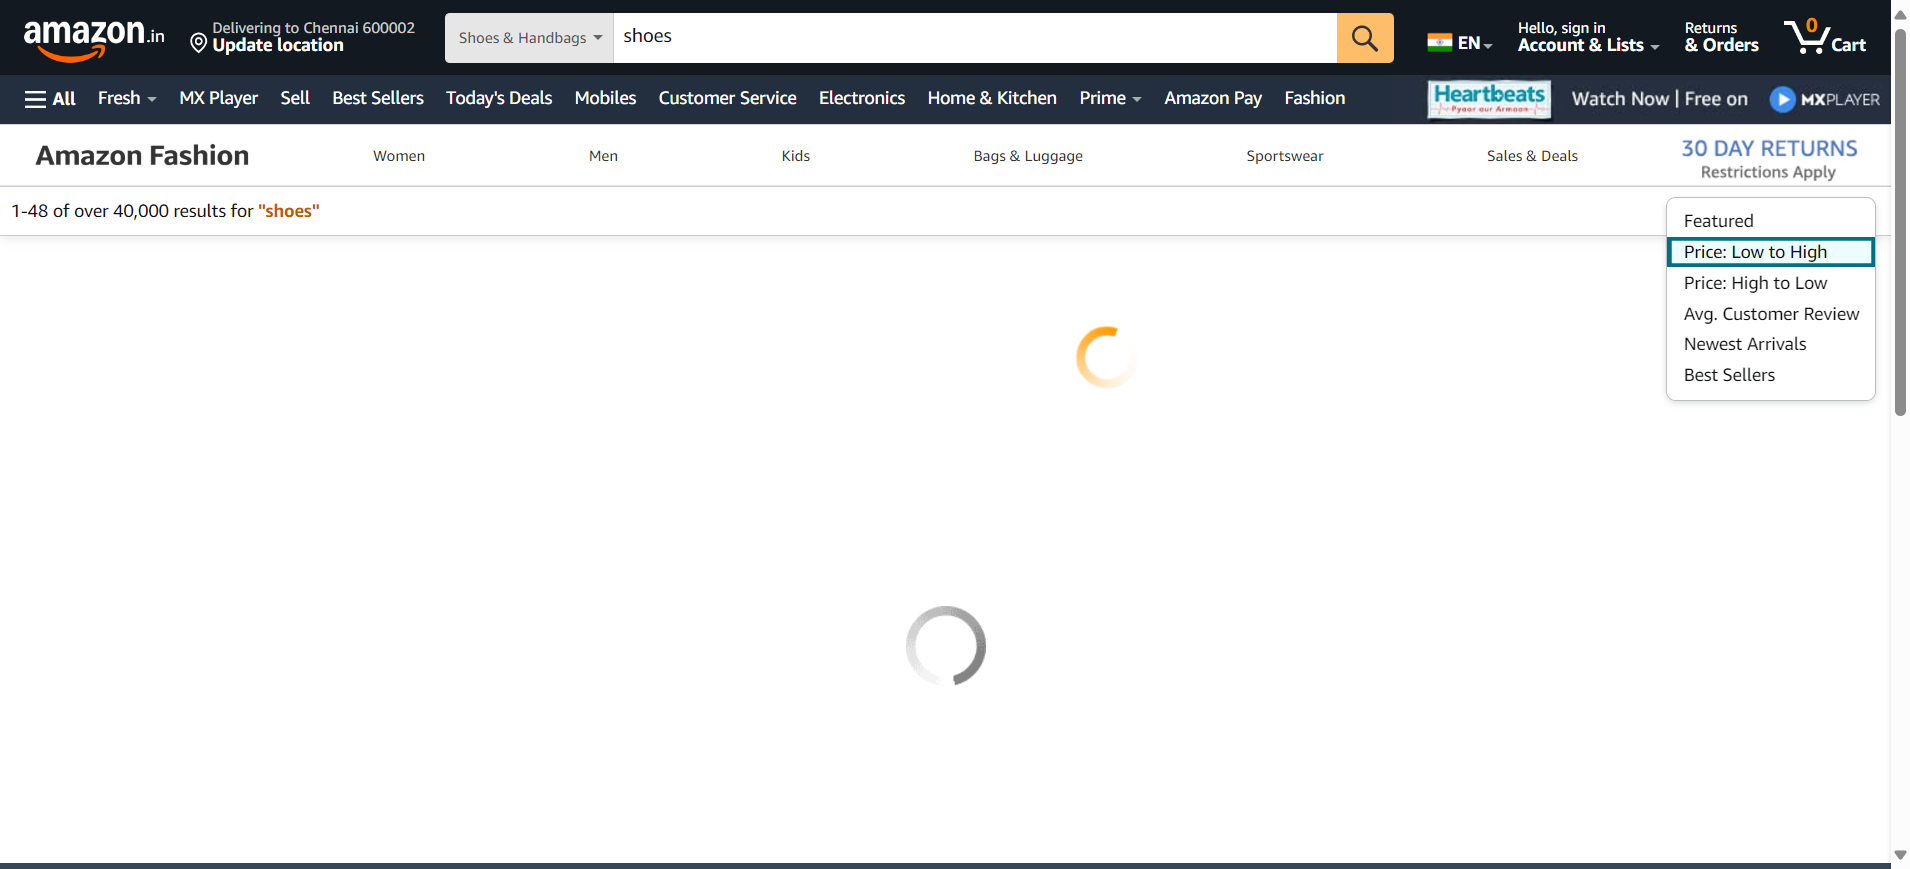 amazon.in
Delivering to Chennai 600002
Update location
Shoes & Handbags
shoes
EN
Hello, sign in
Account & Lists
Returns
& Orders
0
Cart
All
Fresh
MX Player
Sell
Best Sellers
Today's Deals
Mobiles
Customer Service
Electronics
Home & Kitchen
Prime
Amazon Pay
Fashion
Heartbeats
Pyaar aur Armaan
Watch Now | Free on
MXPLAYER
Amazon Fashion
Women
Men
Kids
Bags & Luggage
Sportswear
Sales & Deals
30 DAY RETURNS
Restrictions Apply
1-48 of over 40,000 results for "shoes"
Featured
Price: Low to High
Price: High to Low
Avg. Customer Review
Newest Arrivals
Best Sellers